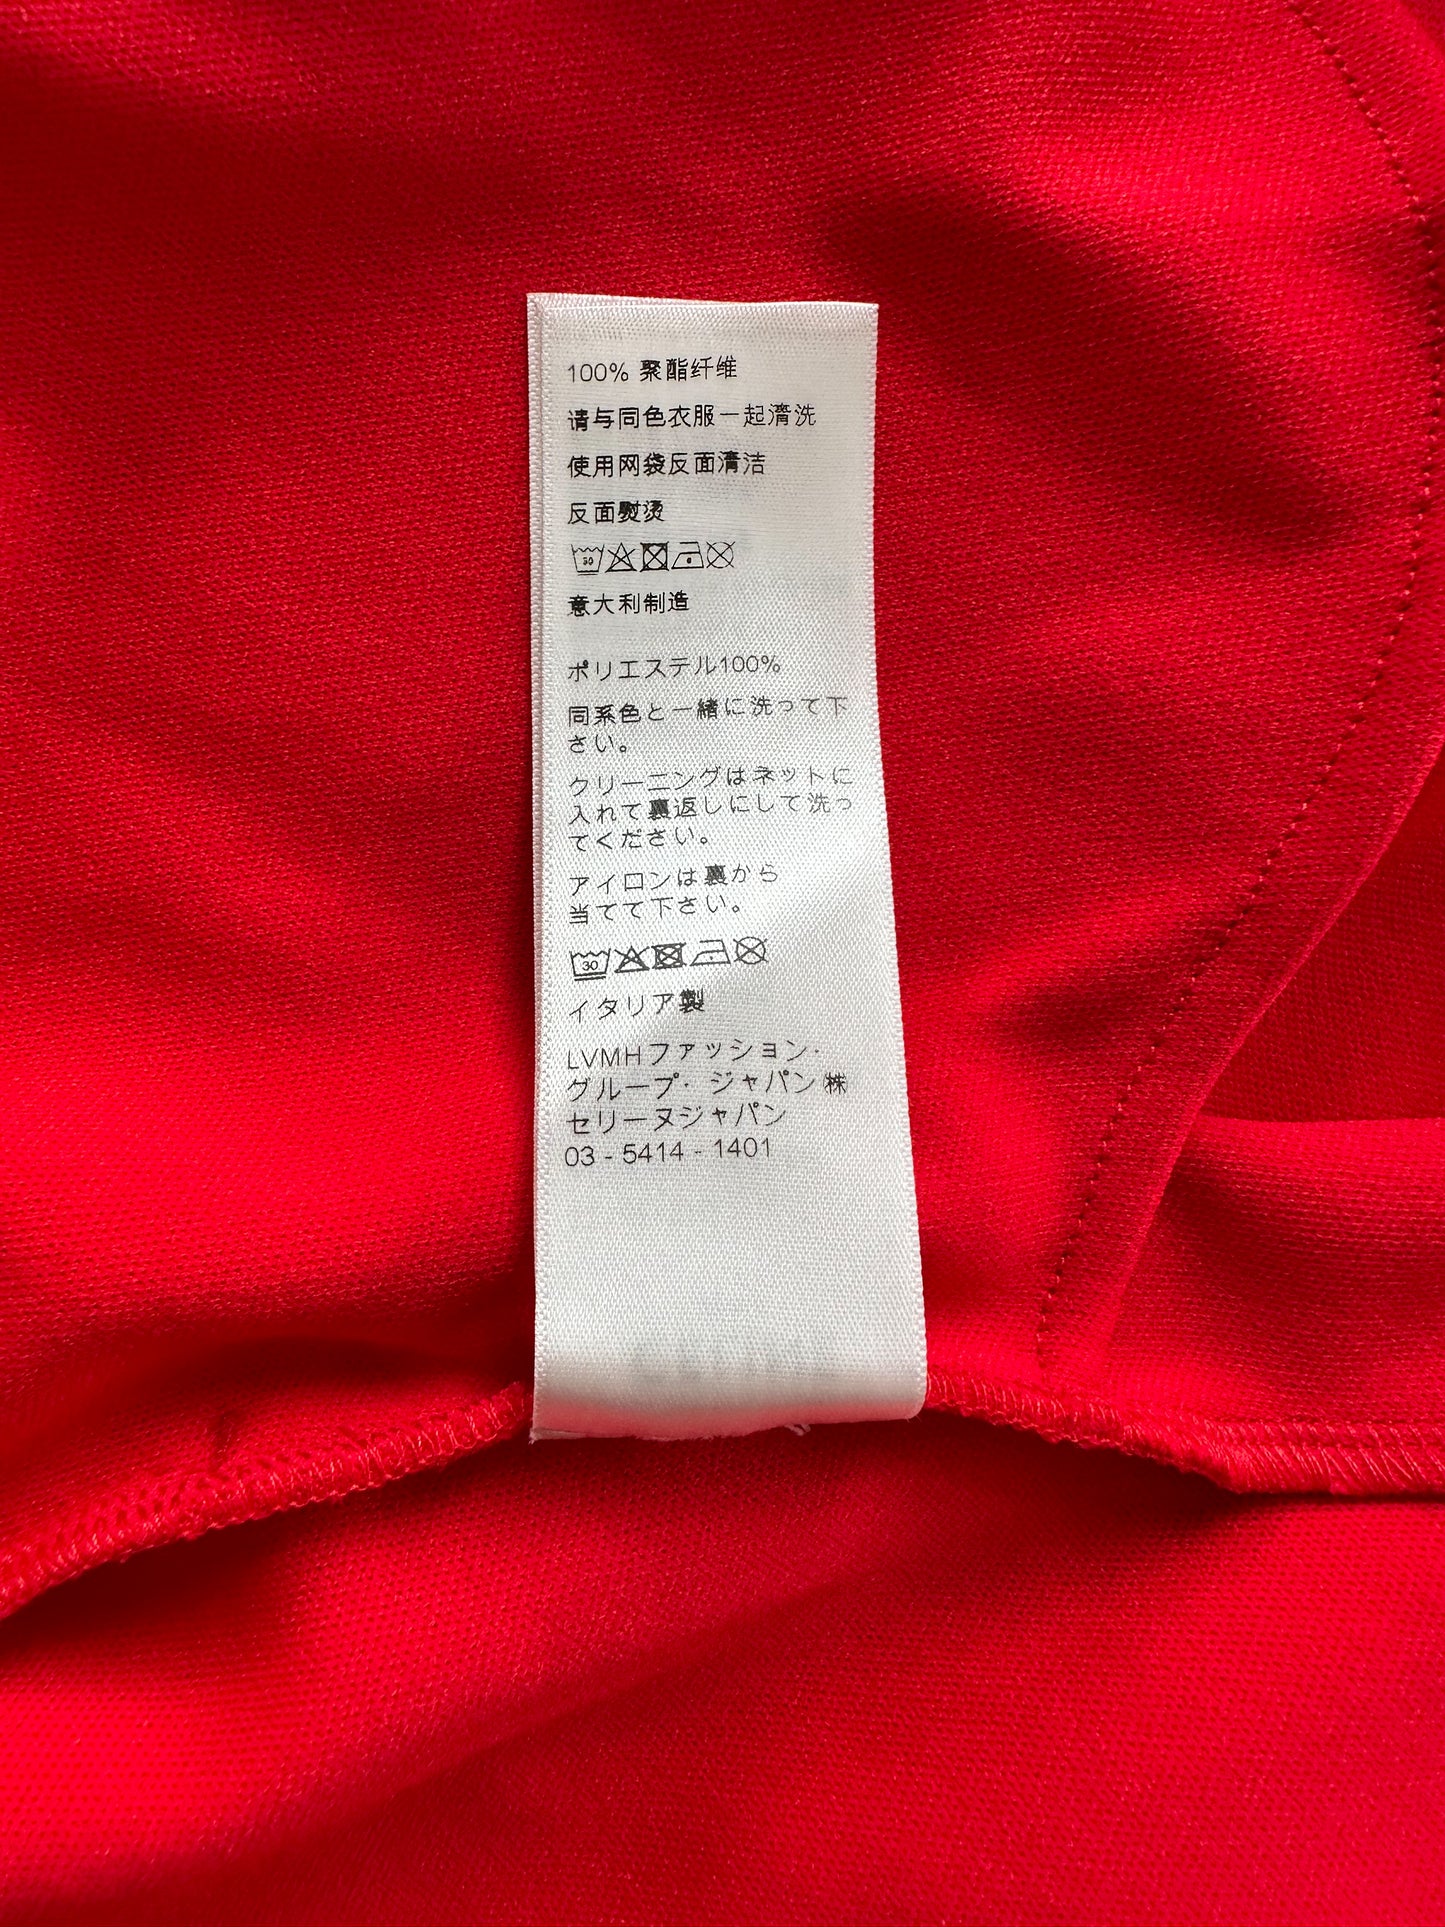 100% 聚酯纤维
请与同色衣服一起清洗
使用网袋反面清洁
反面熨烫
30
意大利制造
ポリエステル100%
同系色と一緒に洗って下
さい。
クリーニングはネットに
入れて裏返しにして洗っ
てください。
アイロンは裏から
当てて下さい。
30
イタリア製
LVMHファッション·
グループ· ジャパン㈱
セリーヌジャパン
03 - 5414 - 1401